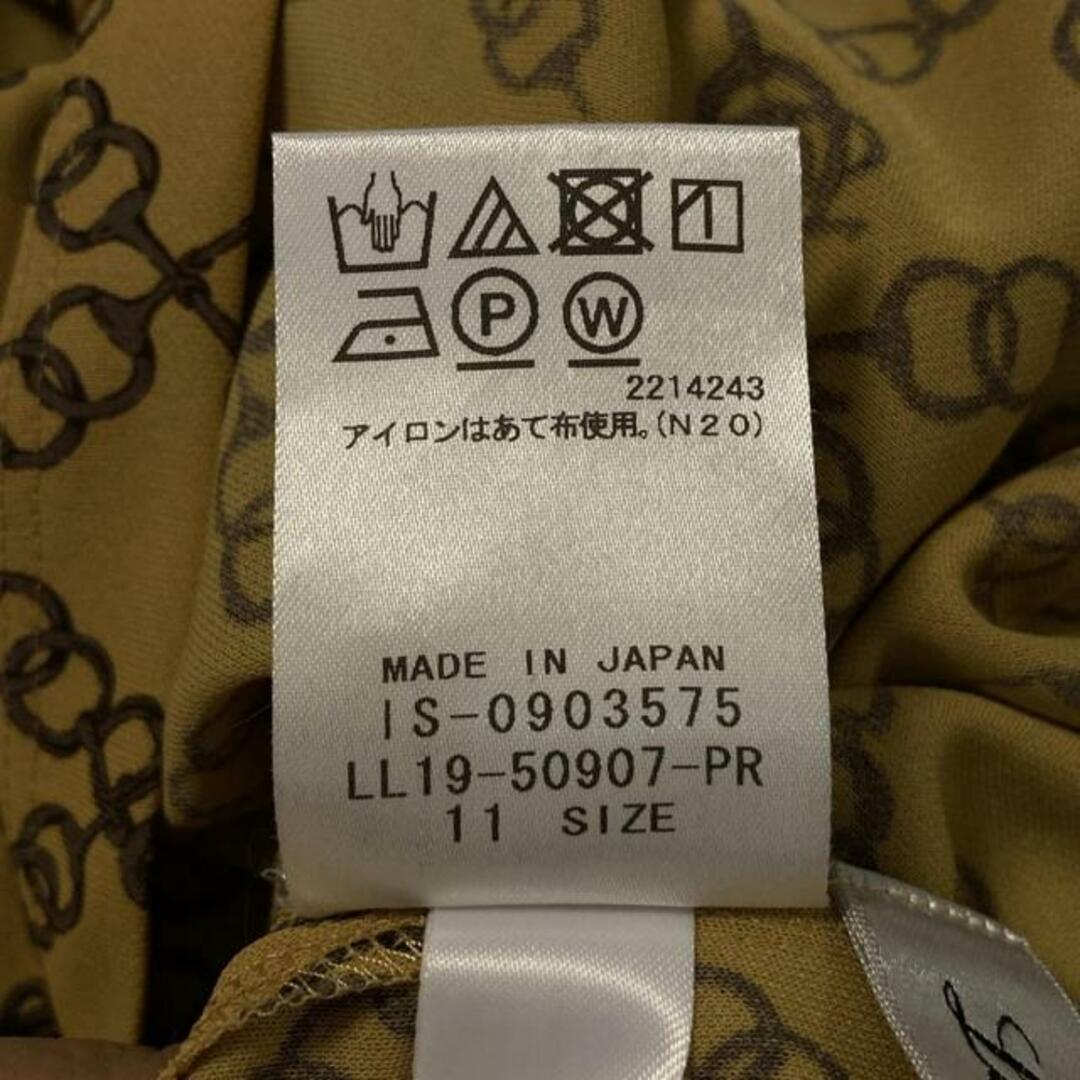 P W
2214243
アイロンはあて布使用。(N20)
MADE IN JAPAN
IS-0903575
LL19-50907-PR
11 SIZE